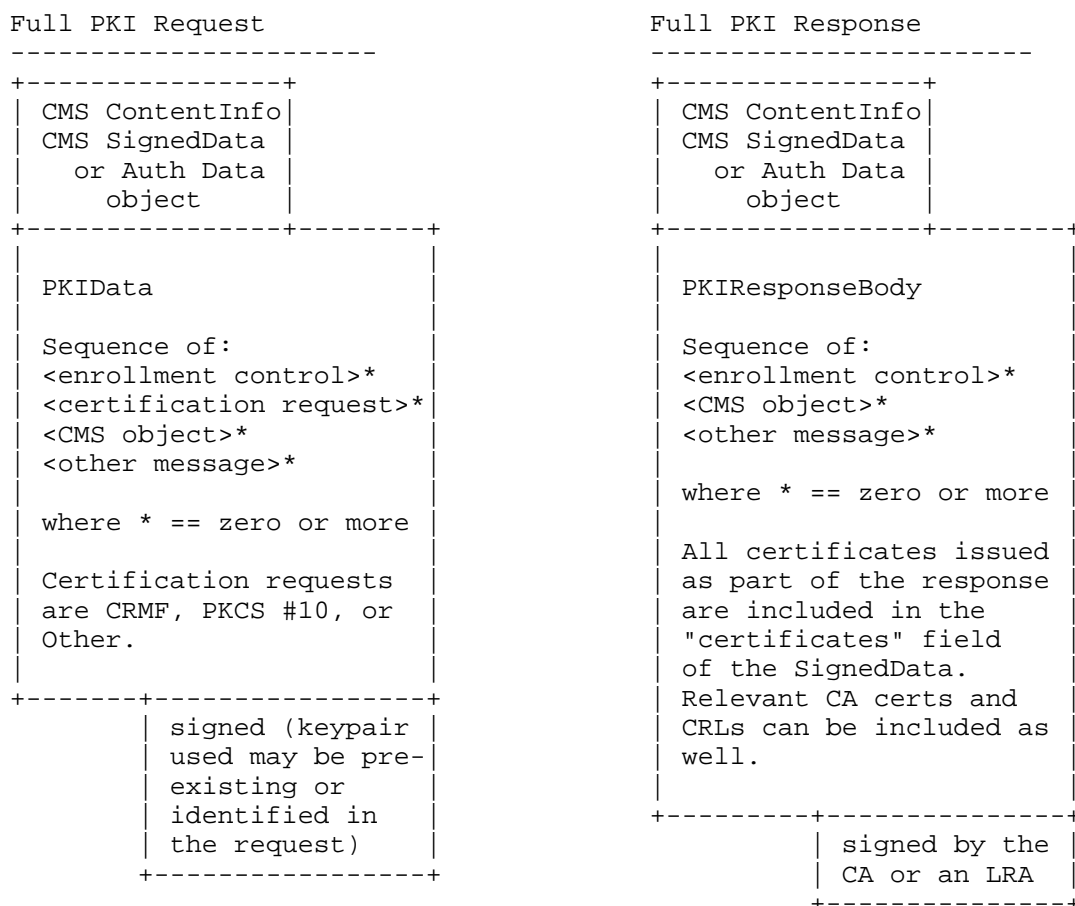 Full PKI Request                        Full PKI Response
-----------------------                 ------------------------
+----------------+                      +----------------+
| CMS ContentInfo|                      | CMS ContentInfo|
| CMS SignedData |                      | CMS SignedData |
|   or Auth Data |                      |   or Auth Data |
|     object     |                      |     object     |
+----------------+--------+             +----------------+--------+
|                         |             |                         |
| PKIData                 |             | PKIResponseBody         |
|                         |             |                         |
| Sequence of:            |             | Sequence of:            |
| <enrollment control>*   |             | <enrollment control>*   |
| <certification request>*|             | <CMS object>*           |
| <CMS object>*           |             | <other message>*        |
| <other message>*        |             |                         |
|                         |             | where * == zero or more |
| where * == zero or more |             |                         |
|                         |             | All certificates issued |
| Certification requests  |             | as part of the response |
| are CRMF, PKCS #10, or  |             | are included in the     |
| Other.                  |             | "certificates" field    |
|                         |             | of the SignedData.      |
+-------+-----------------+             | Relevant CA certs and   |
        | signed (keypair |             | CRLs can be included as |
        | used may be pre-|             | well.                   |
        | existing or     |             |                         |
        | identified in   |             +---------+---------------+
        | the request)    |                       | signed by the |
        +-----------------+                       | CA or an LRA  |
                                                  +---------------+